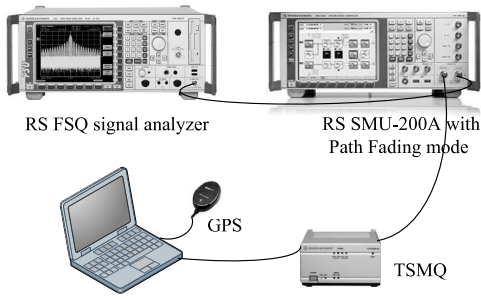 RS FSQ signal analyzer
RS SMU-200A with
Path Fading mode
GPS
TSMQ